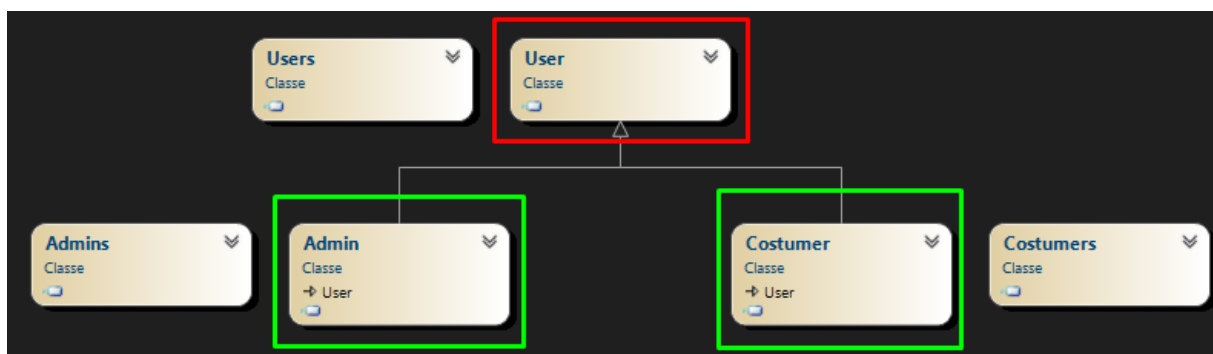 Users
Classe
User
Classe
Admins
Classe
Admin
Classe
User
Costumer
Classe
User
Costumers
Classe